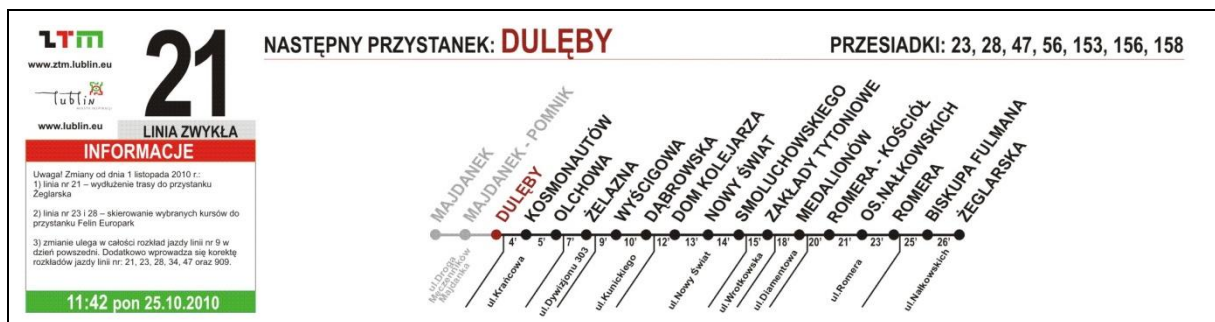 ZTM
www.ztm.lublin.eu
lublin
www.lublin.eu
21
LINIA ZWYKŁA
INFORMACJE
Uwaga! Zmiany od dnia 1 listopada 2010 r.:
1) linia nr 21 – wydłużenie trasy do przystanku
Żeglarska
2) linia nr 23 i 28 – skierowanie wybranych kursów do
przystanku Felin Europark
3) zmianie ulega w całości rozkład jazdy linii nr 9 w
dzień powszedni. Dodatkowo wprowadza się korektę
rozkładów jazdy linii nr: 21, 23, 28, 34, 47 oraz 909.
11:42 pon 25.10.2010
NASTĘPNY PRZYSTANEK: DULĘBY
PRZESIADKI: 23, 28, 47, 56, 153, 156, 158
MAJDANEK
MAJDANEK - POMNIK
DULĘBY
KOSMONAUTÓW
OLCHOWA
ŻELAZNA
WYŚCIGOWA
DĄBROWSKA
DOM KOLEJARZA
NOWY ŚWIAT
SMOLUCHOWSKIEGO
ZAKŁADY TYTONIOWE
MEDALIONÓW
ROMERA - KOŚCIÓŁ
OS.NAŁKOWSKICH
ROMERA
BISKUPA FULMANA
ŻEGLARSKA
4' 5' 7' 9' 10' 12' 13' 14' 15' 18' 20' 21' 23' 25' 26'
ul.Droga
Męczenników
Majdanka
ul.Krańcowa
ul.Dywizjonu 303
ul.Kunickiego
ul.Nowy Świat
ul.Wrotkowska
ul.Diamentowa
ul.Romera
ul.Nałkowskich